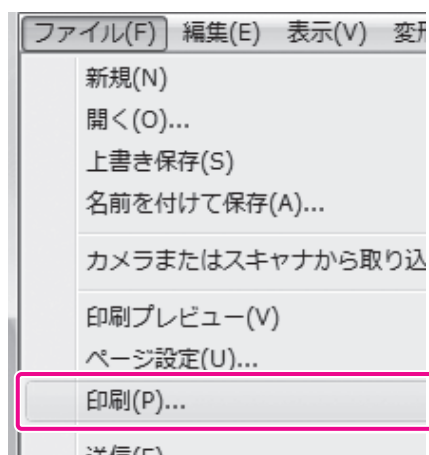 ファイル(F) 編集(E) 表示(V) 変
新規(N)
開く(O)...
上書き保存(S)
名前を付けて保存(A)...
カメラまたはスキャナから取り込
印刷プレビュー(V)
ページ設定(U)...
印刷(P)...